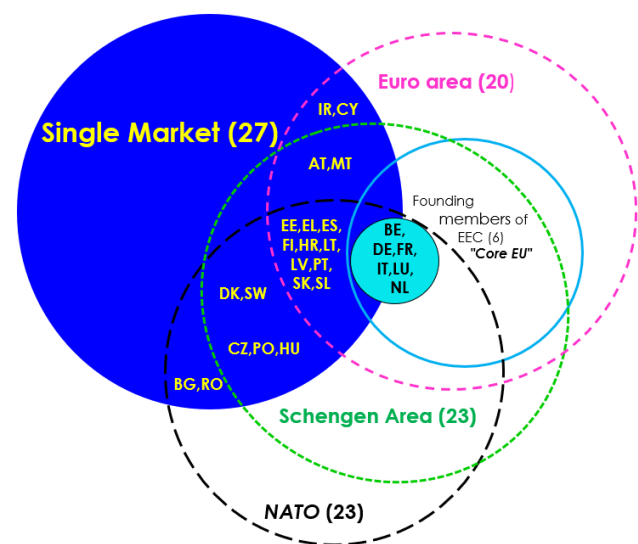 Euro area (20)
IR,CY
Single Market (27)
AT,MT
Founding
members of
EEC (6)
"Core EU"
EE,EL,ES,
FI,HR,LT,
LV,PT,
SK,SL
BE,
DE,FR,
IT,LU,
NL
DK,SW
CZ,PO,HU
BG,RO
Schengen Area (23)
NATO (23)